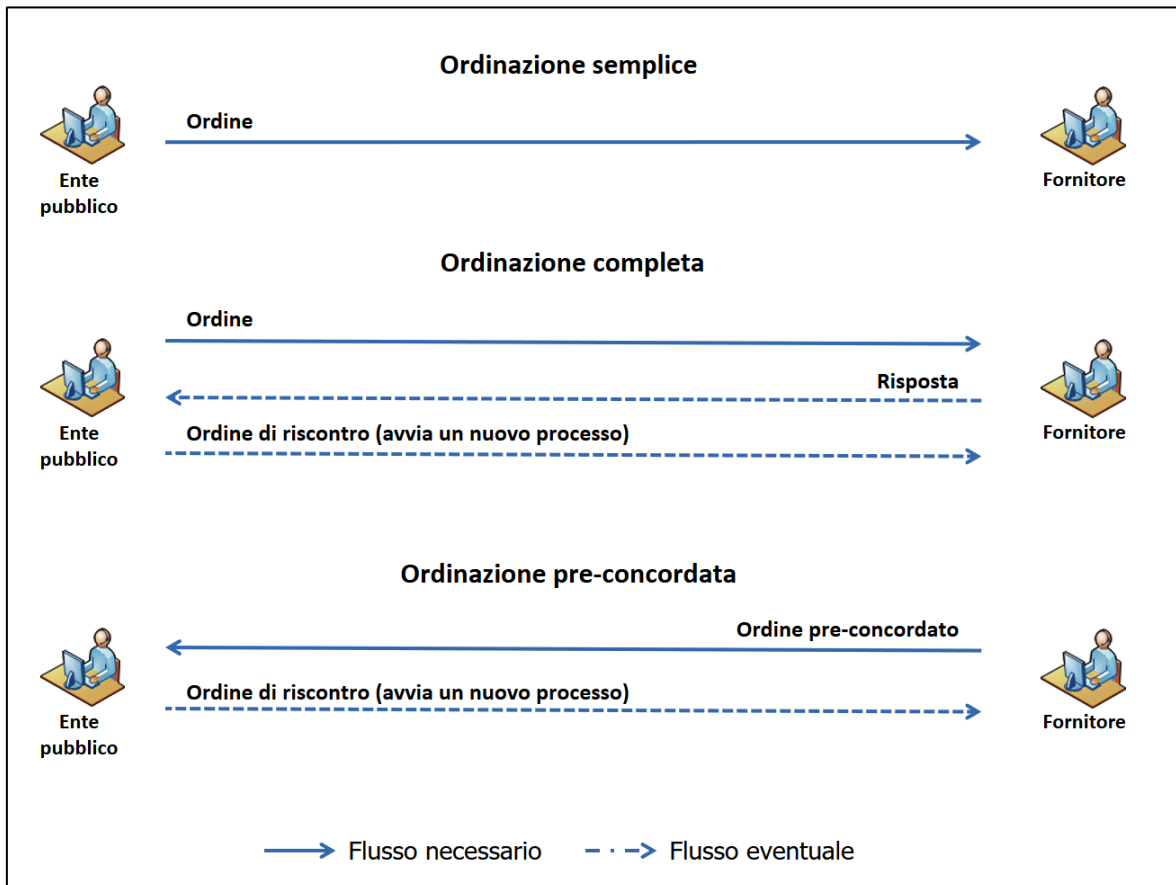 Ordinazione semplice
Ordine
Ente
pubblico
Fornitore
Ordinazione completa
Ordine
Risposta
Ordine di riscontro (avvia un nuovo processo)
Ente
pubblico
Fornitore
Ordinazione pre-concordata
Ordine pre-concordato
Ordine di riscontro (avvia un nuovo processo)
Ente
pubblico
Fornitore
Flusso necessario
Flusso eventuale